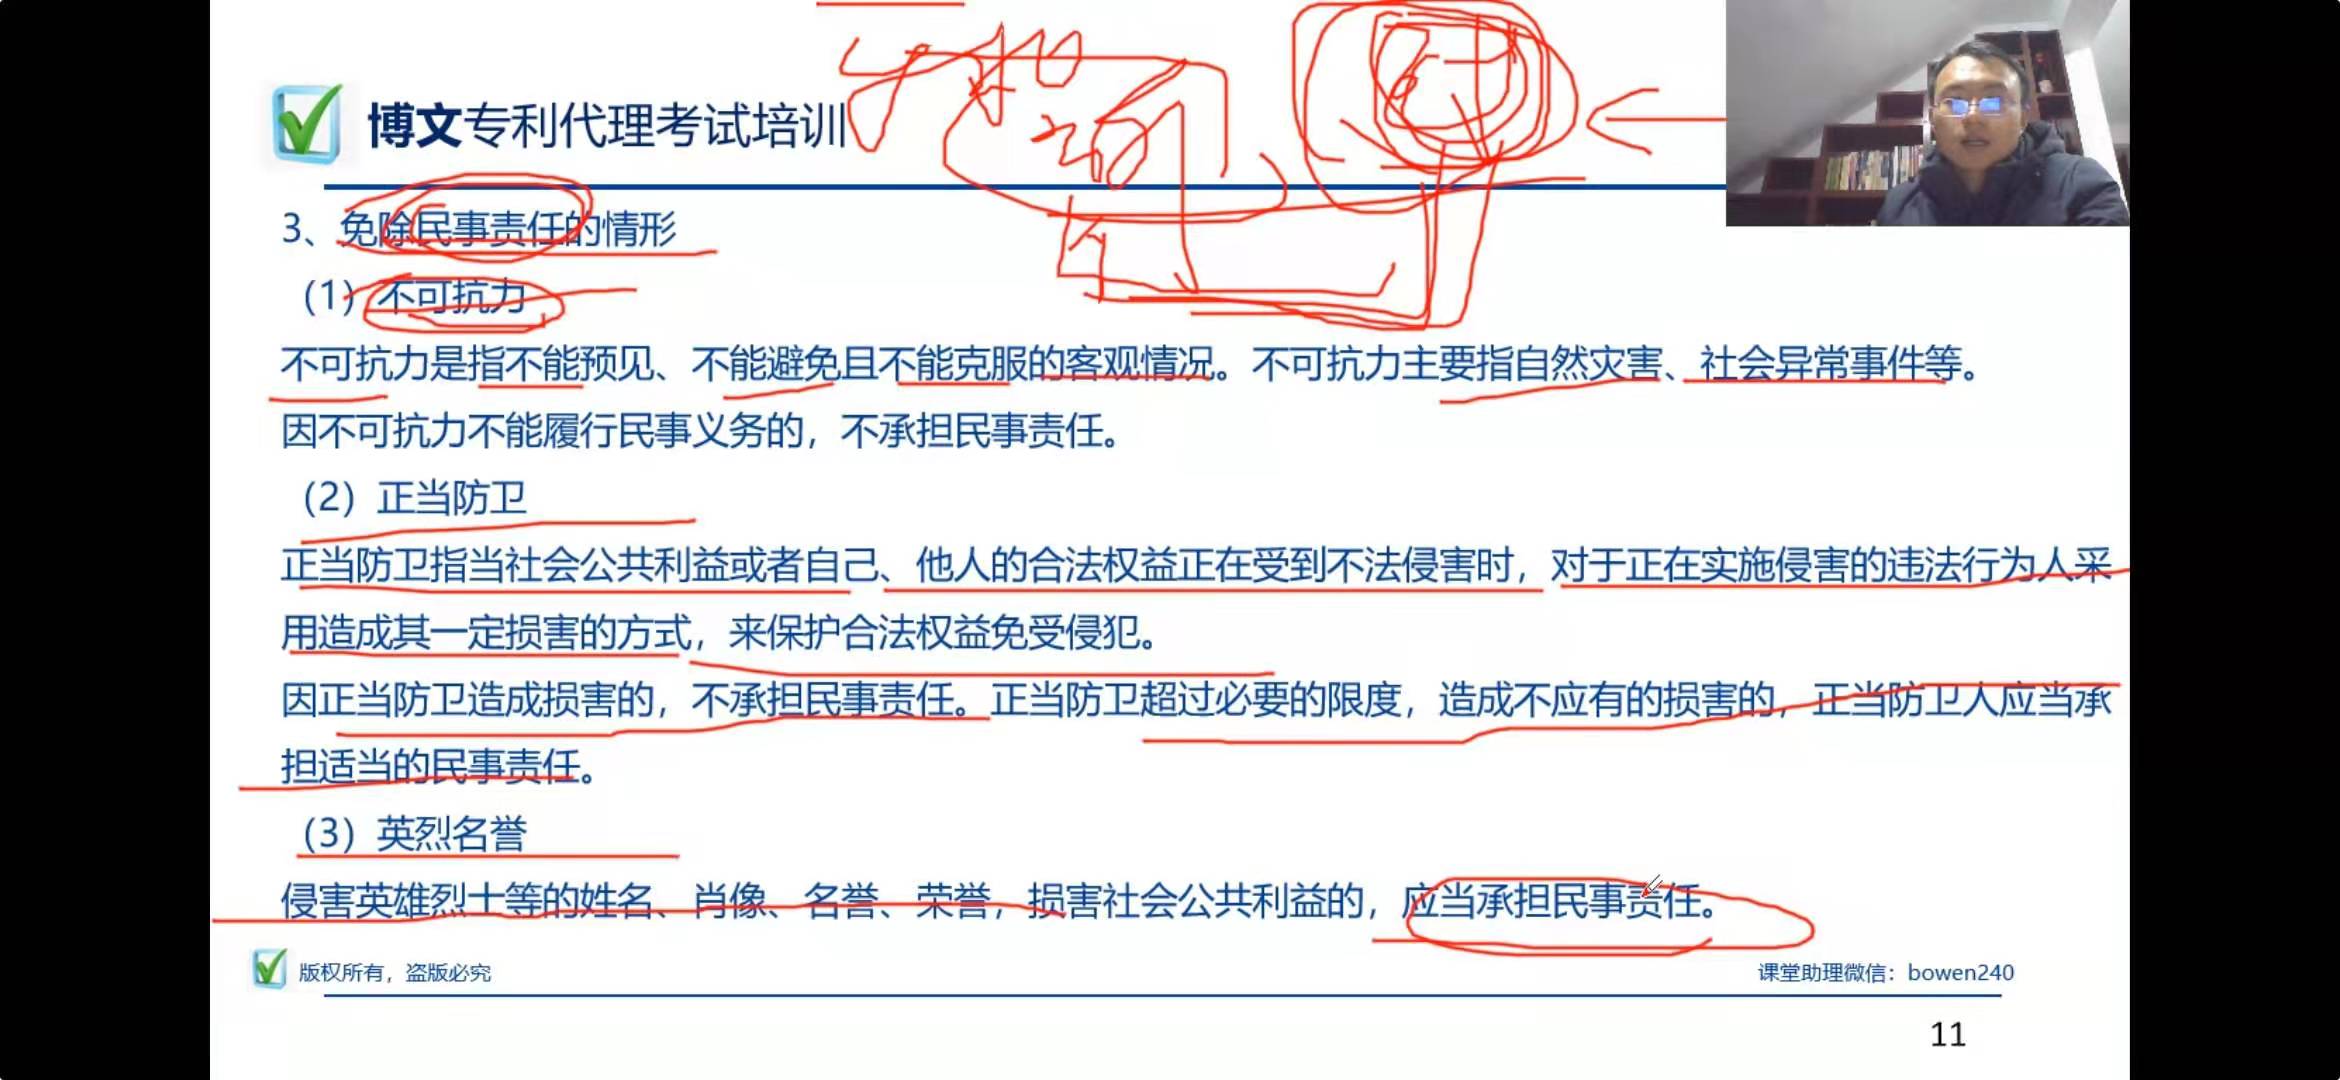 博文专利代理考试培训
3、免除民事责任的情形
（1）不可抗力
不可抗力是指不能预见、不能避免且不能克服的客观情况。不可抗力主要指自然灾害、社会异常事件等。
因不可抗力不能履行民事义务的，不承担民事责任。
（2）正当防卫
正当防卫指当社会公共利益或者自己、他人的合法权益正在受到不法侵害时，对于正在实施侵害的违法行为人采
用造成其一定损害的方式，来保护合法权益免受侵犯。
因正当防卫造成损害的，不承担民事责任。正当防卫超过必要的限度，造成不应有的损害的，正当防卫人应当承
担适当的民事责任。
（3）英烈名誉
侵害英雄烈士等的姓名、肖像、名誉、荣誉，损害社会公共利益的，应当承担民事责任。
版权所有，盗版必究
课堂助理微信：bowen240
11